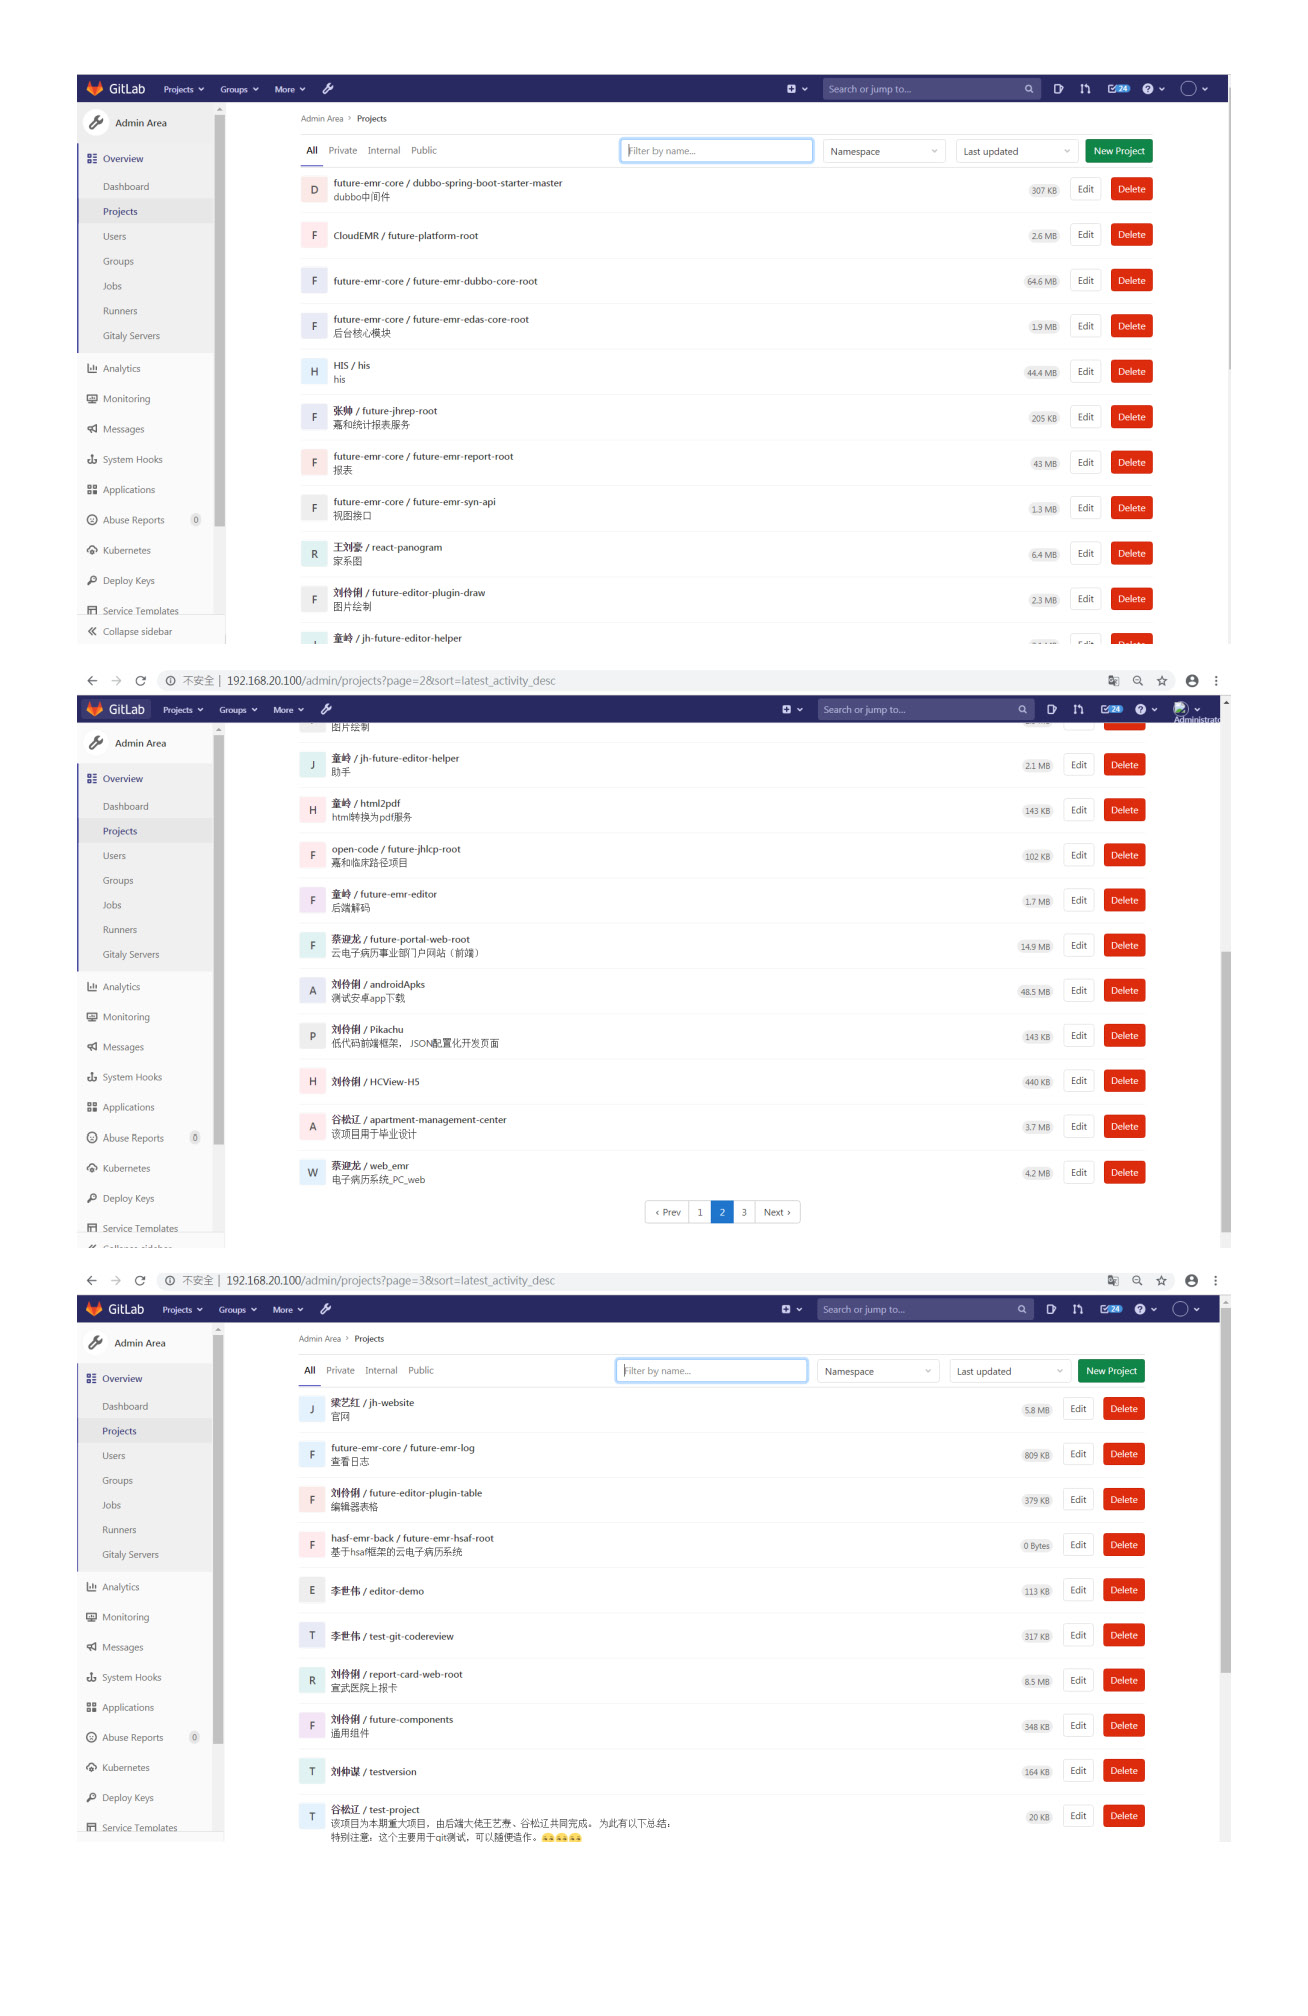 GitLab Projects Groups More Search or jump to... 24
Admin Area
Overview
Dashboard
Projects
Users
Groups
Jobs
Runners
Gitaly Servers
Analytics
Monitoring
Messages
System Hooks
Applications
Abuse Reports 0
Kubernetes
Deploy Keys
Service Templates
Collapse sidebar
Admin Area > Projects
All Private Internal Public Filter by name... Namespace Last updated New Project
D future-emr-core / dubbo-spring-boot-starter-master 307 KB Edit Delete
dubbo中间件
F CloudEMR / future-platform-root 2.6 MB Edit Delete
F future-emr-core / future-emr-dubbo-core-root 64.6 MB Edit Delete
F future-emr-core / future-emr-edas-core-root 1.9 MB Edit Delete
后台核心模块
H HIS / his 44.4 MB Edit Delete
his
F 张帅 / future-jhrep-root 205 KB Edit Delete
嘉和统计报表服务
F future-emr-core / future-emr-report-root 43 MB Edit Delete
报表
F future-emr-core / future-emr-syn-api 1.3 MB Edit Delete
视图接口
R 王刘豪 / react-panogram 6.4 MB Edit Delete
家系图
F 刘伶俐 / future-editor-plugin-draw 2.3 MB Edit Delete
图片绘制
童岭 / jh-future-editor-helper
不安全 | 192.168.20.100/admin/projects?page=2&sort=latest_activity_desc
GitLab Projects Groups More Search or jump to... 24 Administrato
Admin Area
Overview
Dashboard
Projects
Users
Groups
Jobs
Runners
Gitaly Servers
Analytics
Monitoring
Messages
System Hooks
Applications
Abuse Reports 0
Kubernetes
Deploy Keys
Service Templates
Collapse sidebar
图片绘制
J 童岭 / jh-future-editor-helper 2.1 MB Edit Delete
助手
H 童岭 / html2pdf 143 KB Edit Delete
html转换为pdf服务
F open-code / future-jhlcp-root 102 KB Edit Delete
嘉和临床路径项目
F 童岭 / future-emr-editor 1.7 MB Edit Delete
后端解码
F 蔡迎龙 / future-portal-web-root 14.9 MB Edit Delete
云电子病历事业部门户网站（前端）
A 刘伶俐 / androidApks 48.5 MB Edit Delete
测试安卓app下载
P 刘伶俐 / Pikachu 143 KB Edit Delete
低代码前端框架， JSON配置化开发页面
H 刘伶俐 / HCView-H5 440 KB Edit Delete
A 谷松辽 / apartment-management-center 3.7 MB Edit Delete
该项目用于毕业设计
W 蔡迎龙 / web_emr 4.2 MB Edit Delete
电子病历系统_PC_web
‹ Prev 1 2 3 Next ›
不安全 | 192.168.20.100/admin/projects?page=3&sort=latest_activity_desc
GitLab Projects Groups More Search or jump to... 24
Admin Area
Overview
Dashboard
Projects
Users
Groups
Jobs
Runners
Gitaly Servers
Analytics
Monitoring
Messages
System Hooks
Applications
Abuse Reports 0
Kubernetes
Deploy Keys
Service Templates
Admin Area > Projects
All Private Internal Public Filter by name... Namespace Last updated New Project
J 梁艺红 / jh-website 5.8 MB Edit Delete
官网
F future-emr-core / future-emr-log 809 KB Edit Delete
查看日志
F 刘伶俐 / future-editor-plugin-table 379 KB Edit Delete
编辑器表格
F hasf-emr-back / future-emr-hsaf-root 0 Bytes Edit Delete
基于hsaf框架的云电子病历系统
E 李世伟 / editor-demo 113 KB Edit Delete
T 李世伟 / test-git-codereview 317 KB Edit Delete
R 刘伶俐 / report-card-web-root 8.5 MB Edit Delete
宣武医院上报卡
F 刘伶俐 / future-components 348 KB Edit Delete
通用组件
T 刘仲谋 / testversion 164 KB Edit Delete
T 谷松辽 / test-project 20 KB Edit Delete
该项目为本期重大项目，由后端大佬王艺焘、谷松辽共同完成。 为此有以下总结：
特别注意：这个主要用于git测试，可以随便造作。